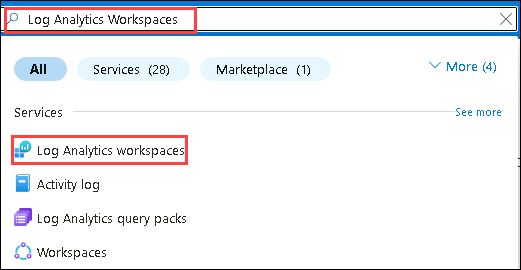 Log Analytics Workspaces
All Services (28) Marketplace (1) More (4)
Services See more
Log Analytics workspaces
Activity log
Log Analytics query packs
Workspaces